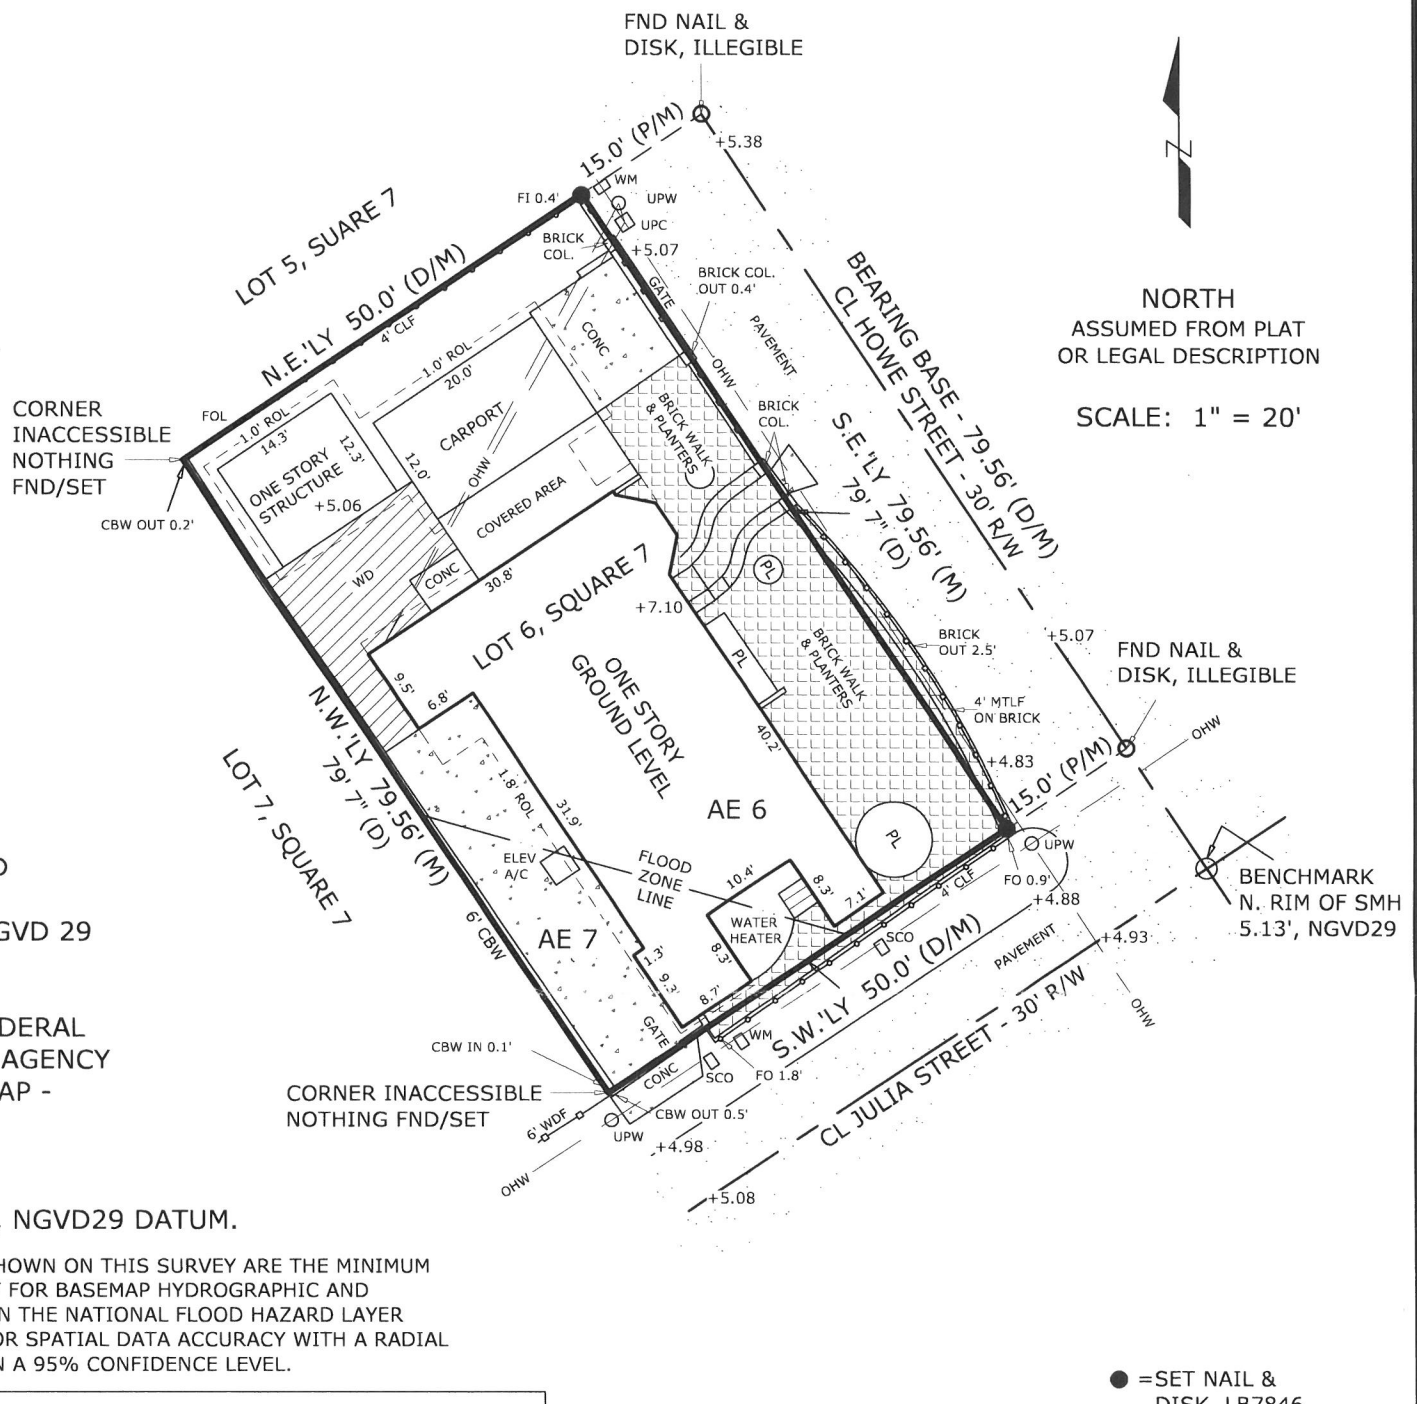 FND NAIL &
DISK, ILLEGIBLE
15.0' (P/M)
+5.38
WM
UPW
UPC
FI 0.4'
BRICK
COL.
+5.07
LOT 5, SUARE 7
N.E.'LY 50.0' (D/M)
4' CLF
GATE
BRICK COL.
OUT 0.4'
CONC
PAVEMENT
OHW
BEARING BASE - 79.56' (D/M)
CL HOWE STREET - 30' R/W
NORTH
ASSUMED FROM PLAT
OR LEGAL DESCRIPTION
SCALE: 1" = 20'
N
CORNER
INACCESSIBLE
NOTHING
FND/SET
FOL
1.0' ROL
14.3'
12.3'
ONE STORY
STRUCTURE
+5.06
CBW OUT 0.2'
1.0' ROL
20.0'
CARPORT
12.0'
OHW
COVERED AREA
BRICK WALK
& PLANTERS
BRICK
COL.
S.E.'LY 79.56' (M)
79' 7" (D)
WD
CONC
30.8'
LOT 6, SQUARE 7
+7.10
PL
PL
BRICK WALK
& PLANTERS
BRICK
OUT 2.5'
4' MTLF
ON BRICK
+5.07
FND NAIL &
DISK, ILLEGIBLE
OHW
9.5'
6.8'
ONE STORY
GROUND LEVEL
40.2'
+4.83
15.0' (P/M)
N.W.'LY 79.56' (M)
79' 7" (D)
LOT 7, SQUARE 7
1.8' ROL
31.9'
AE 6
PL
ELEV
A/C
FLOOD
ZONE
LINE
10.4'
8.3'
7.1'
WATER
HEATER
8.3'
AE 7
6' CBW
1.3'
9.3'
8.7'
UPW
FO 0.9'
4' CLF
+4.88
SCO
+4.93
PAVEMENT
BENCHMARK
N. RIM OF SMH
5.13', NGVD29
OHW
S.W.'LY 50.0' (D/M)
CL JULIA STREET - 30' R/W
GATE
WM
FO 1.8'
SCO
CONC
CBW IN 0.1'
CORNER INACCESSIBLE
NOTHING FND/SET
CBW OUT 0.5'
6' WDF
UPW
OHW
+4.98
+5.08
GVD 29
DERAL
AGENCY
AP -
, NGVD29 DATUM.
HOWN ON THIS SURVEY ARE THE MINIMUM
FOR BASEMAP HYDROGRAPHIC AND
N THE NATIONAL FLOOD HAZARD LAYER
OR SPATIAL DATA ACCURACY WITH A RADIAL
N A 95% CONFIDENCE LEVEL.
=SET NAIL &
DISK, LB7846